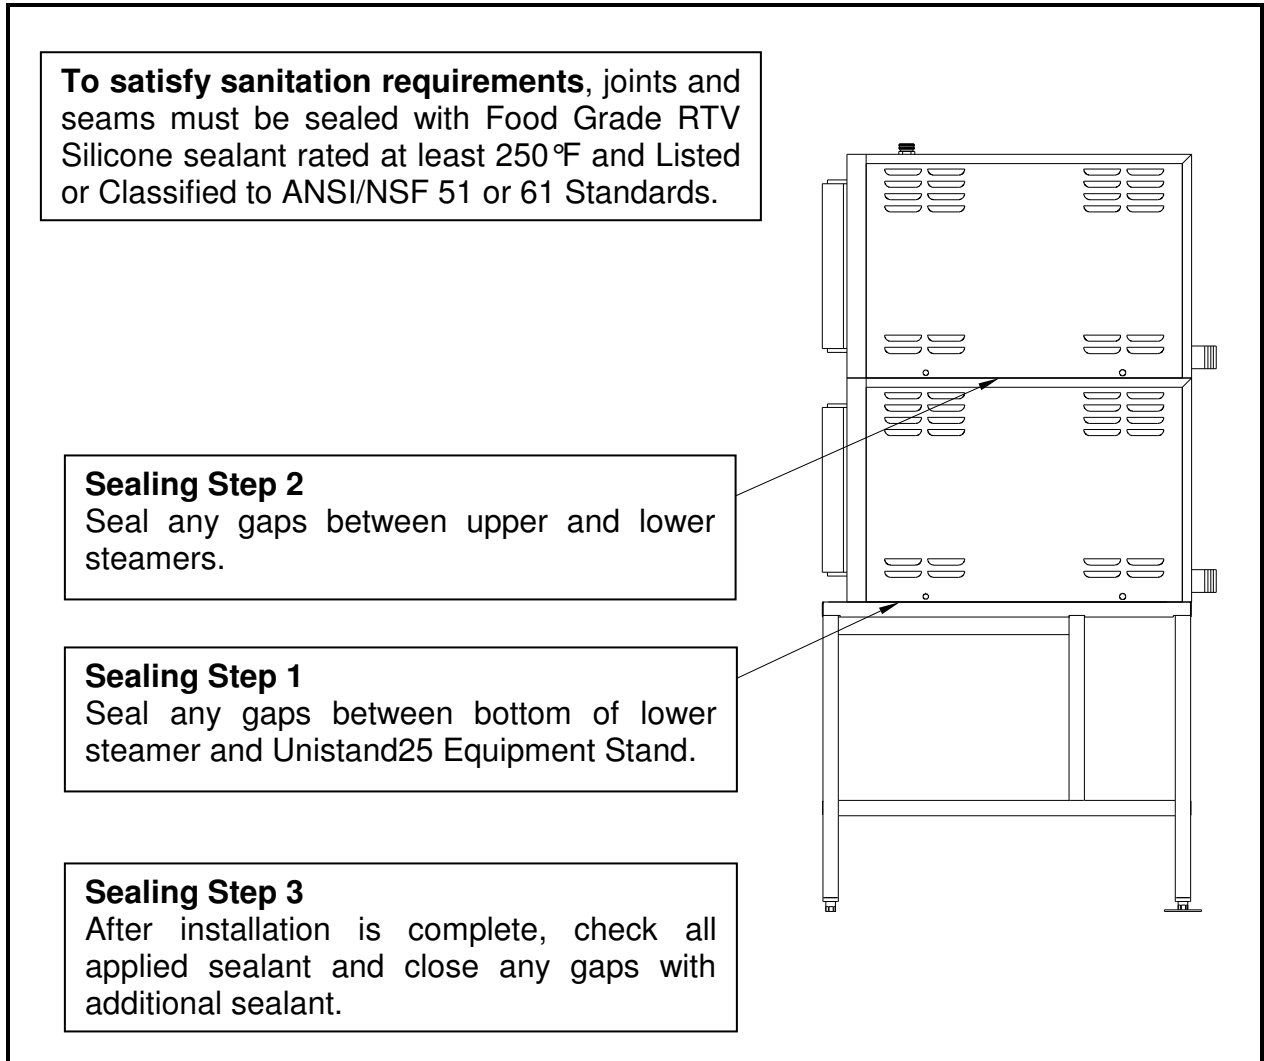 To satisfy sanitation requirements, joints and
seams must be sealed with Food Grade RTV
Silicone sealant rated at least 250°F and Listed
or Classified to ANSI/NSF 51 or 61 Standards.
Sealing Step 2
Seal any gaps between upper and lower
steamers.
Sealing Step 1
Seal any gaps between bottom of lower
steamer and Unistand25 Equipment Stand.
Sealing Step 3
After installation is complete, check all
applied sealant and close any gaps with
additional sealant.